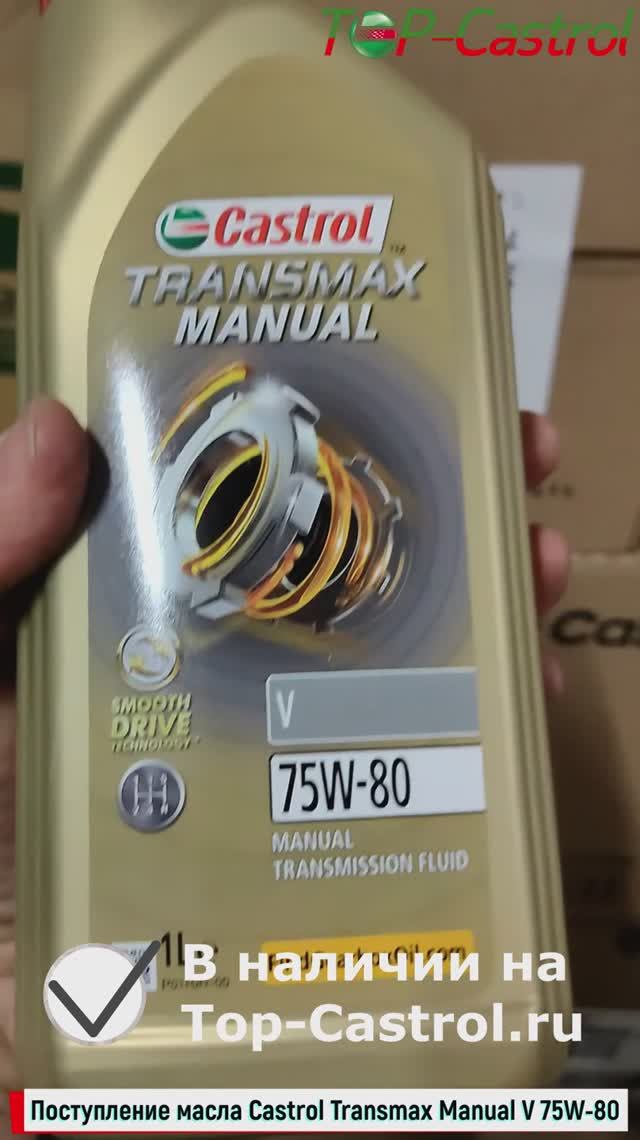 TOP-Castrol
Castrol
TRANSMAX
MANUAL
SMOOTH
DRIVE
TECHNOLOGY
V
75W-80
MANUAL
TRANSMISSION FLUID
1L
В наличии на
Top-Castrol.ru
Поступление масла Castrol Transmax Manual V 75W-80